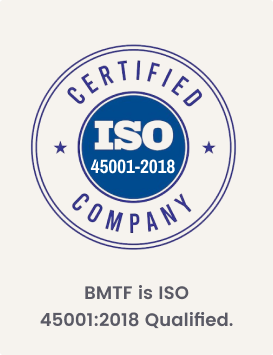 CERTIFIED
ISO
45001-2018
COMPANY
BMTF is ISO
45001:2018 Qualified.